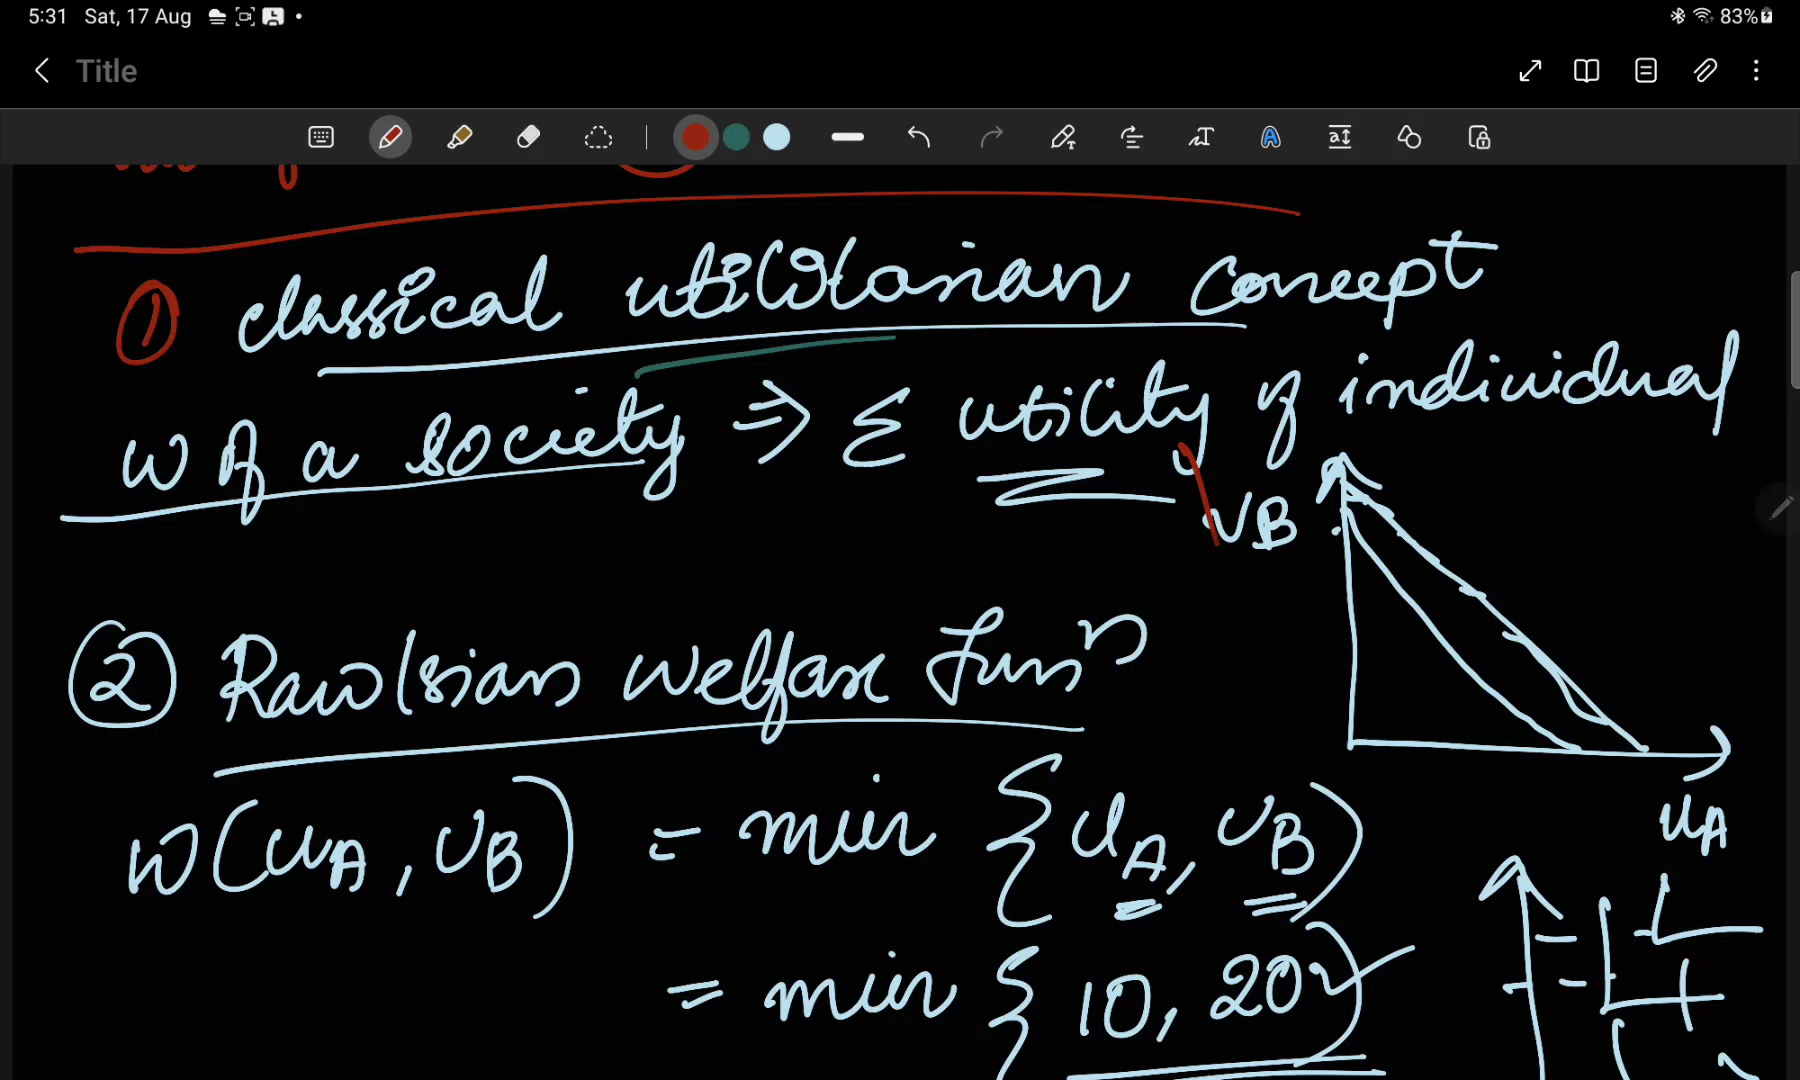 5:31 Sat, 17 Aug 83%
Title
① classical utilitarian concept
W of a society ⇒ Σ utility of individual
UB
② Rawlsian Welfare funⁿ
UA
W(UA, UB) = min {UA, UB)
= min {10, 20)